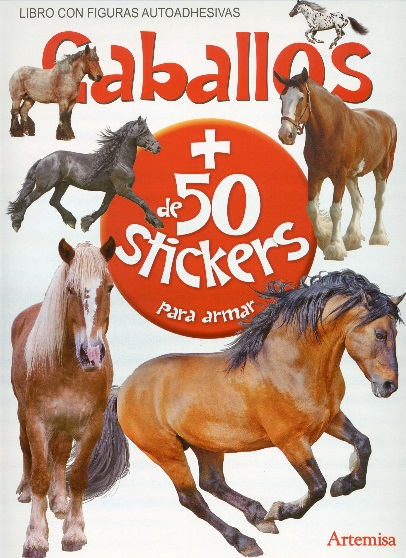 LIBRO CON FIGURAS AUTOADHESIVAS
Caballos
+
de 50
stickers
para armar
Artemisa